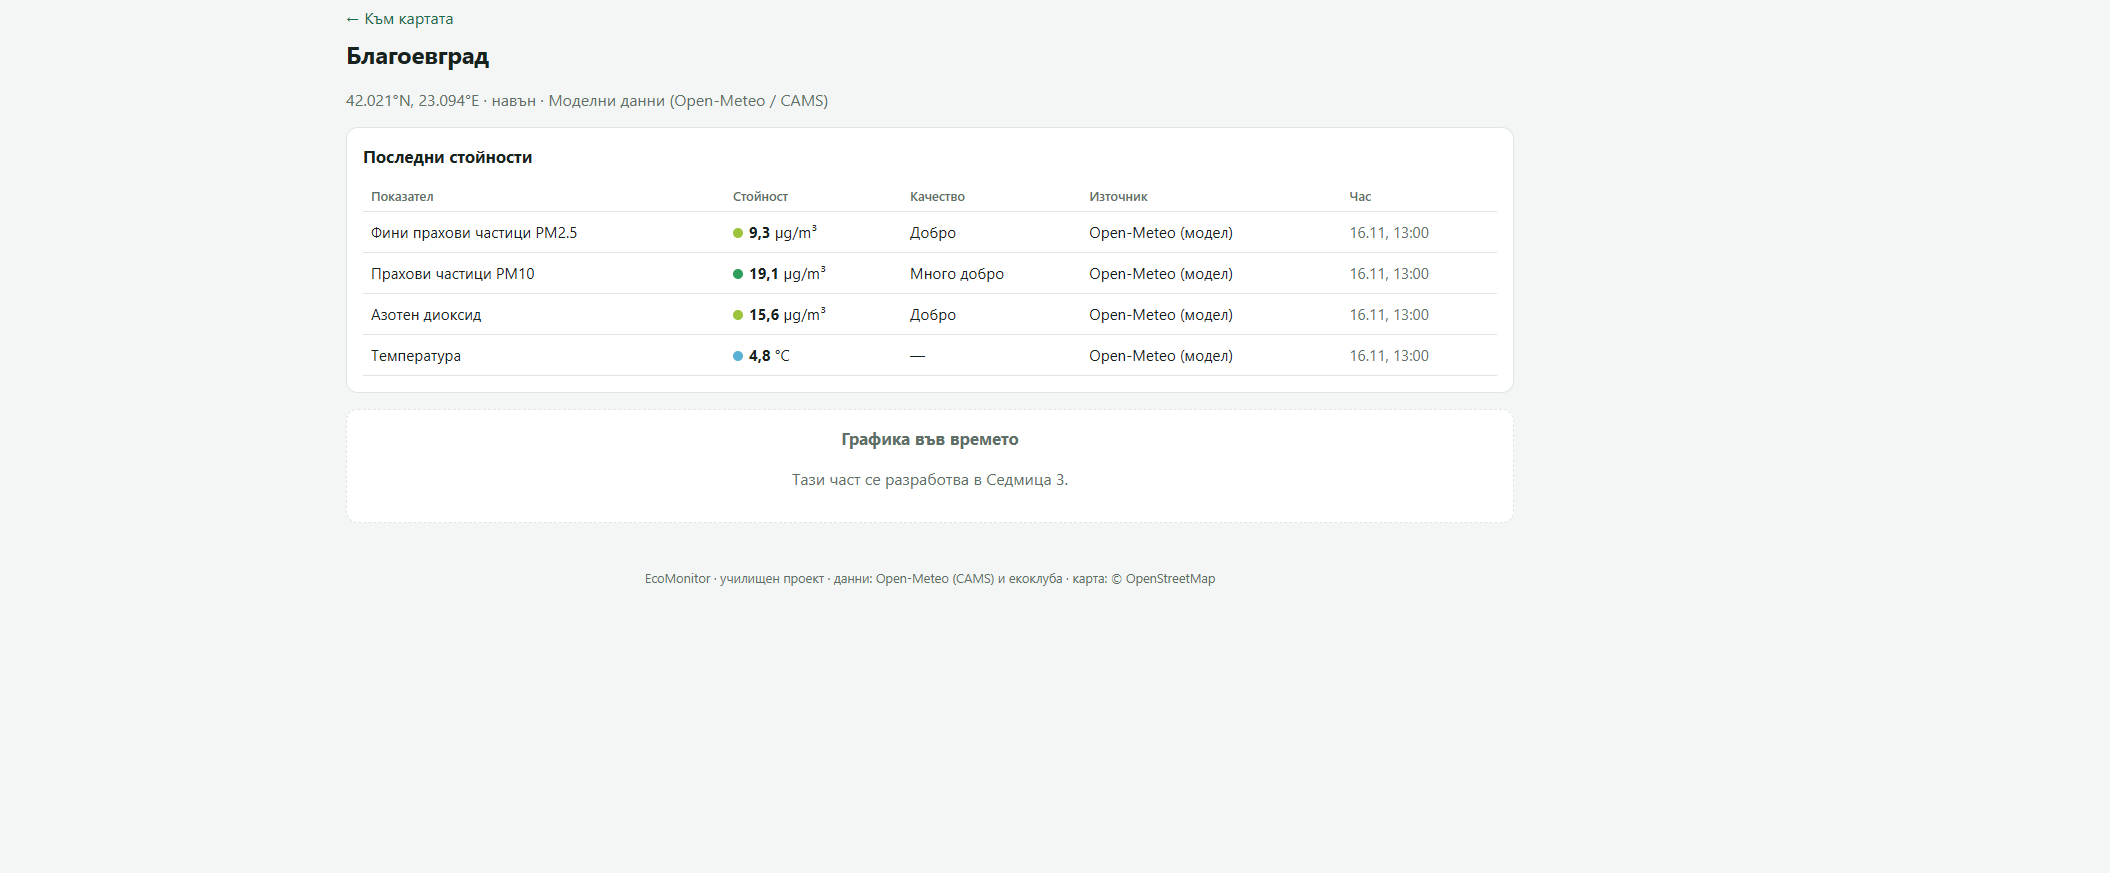 ← Към картата
Благоевград
42.021°N, 23.094°E · навън · Моделни данни (Open-Meteo / CAMS)
Последни стойности
Показател Стойност Качество Източник Час
Фини прахови частици PM2.5 9,3 µg/m³ Добро Open-Meteo (модел) 16.11, 13:00
Прахови частици PM10 19,1 µg/m³ Много добро Open-Meteo (модел) 16.11, 13:00
Азотен диоксид 15,6 µg/m³ Добро Open-Meteo (модел) 16.11, 13:00
Температура 4,8 °C — Open-Meteo (модел) 16.11, 13:00
Графика във времето
Тази част се разработва в Седмица 3.
EcoMonitor · училищен проект · данни: Open-Meteo (CAMS) и екоклуба · карта: © OpenStreetMap